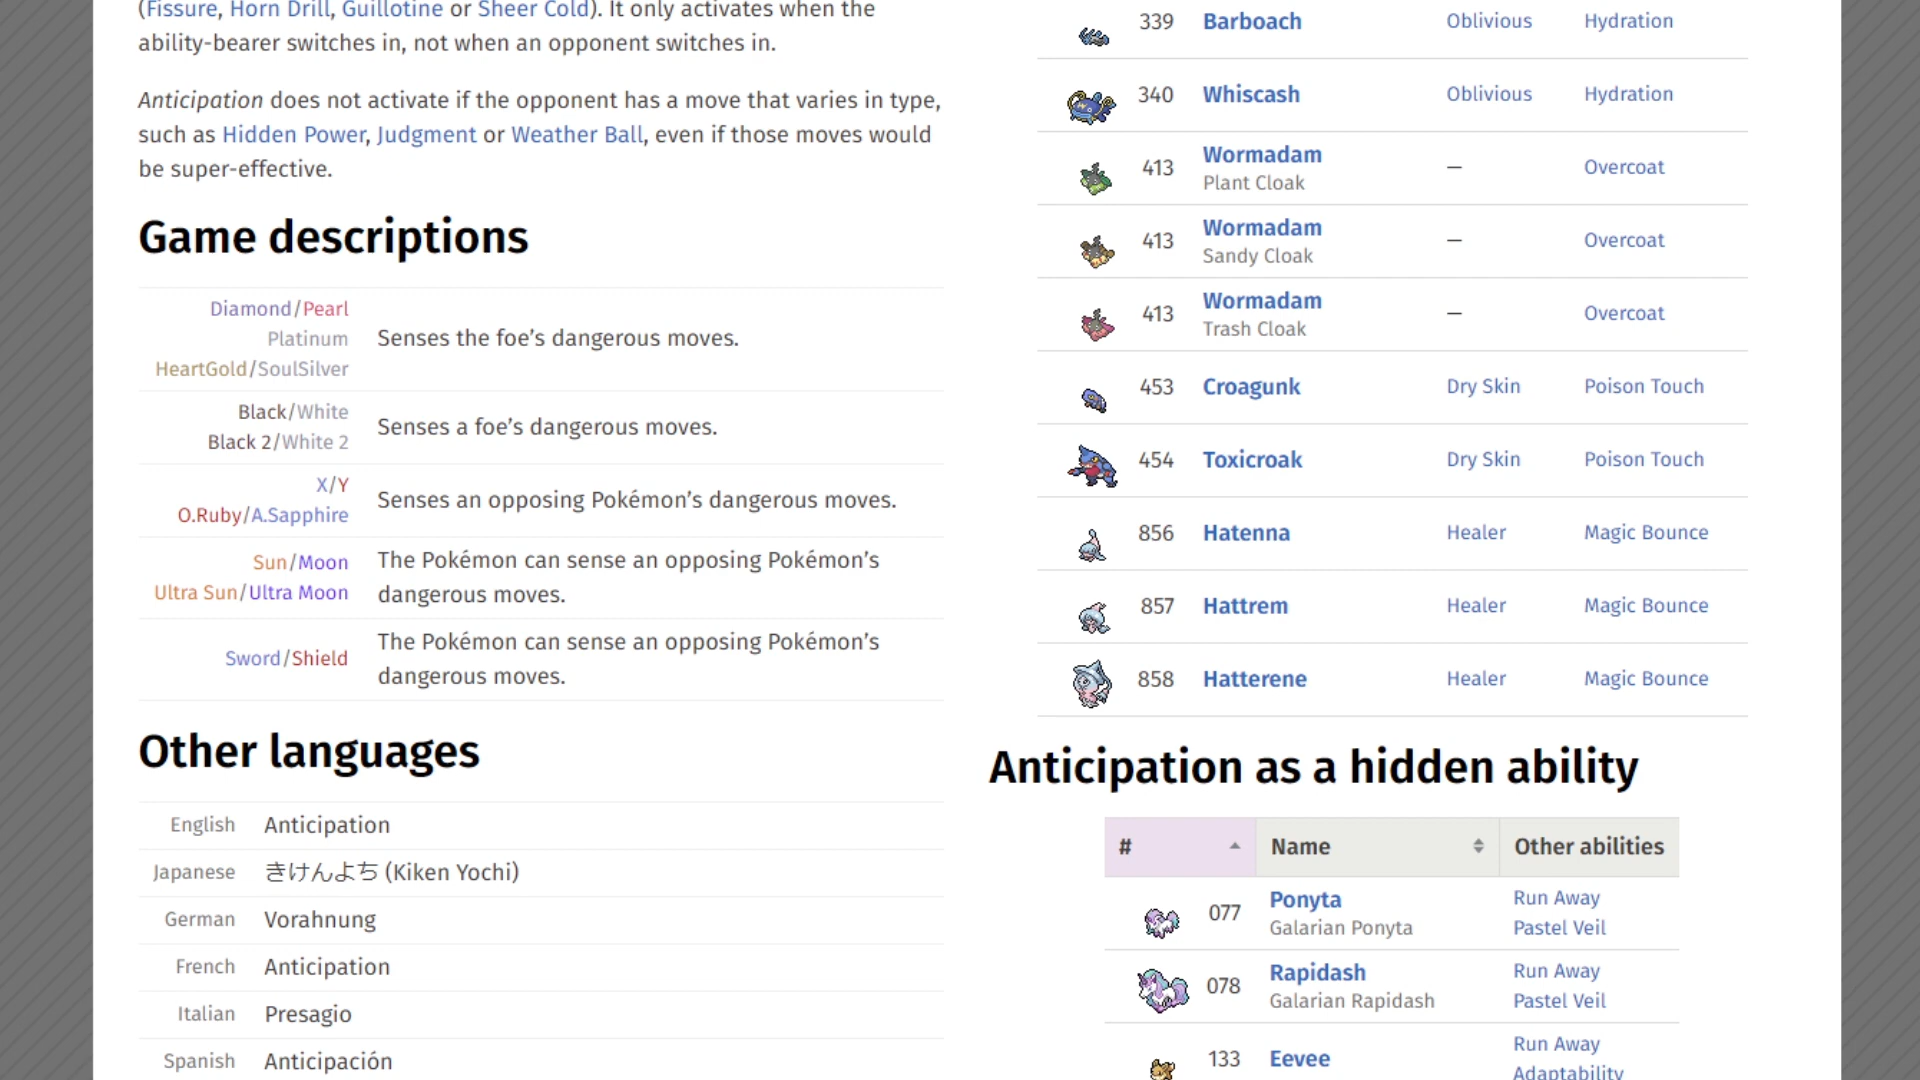 (Fissure, Horn Drill, Guillotine or Sheer Cold). It only activates when the
ability-bearer switches in, not when an opponent switches in.
Anticipation does not activate if the opponent has a move that varies in type,
such as Hidden Power, Judgment or Weather Ball, even if those moves would
be super-effective.
Game descriptions
Diamond/Pearl
Platinum
HeartGold/SoulSilver
Senses the foe’s dangerous moves.
Black/White
Black 2/White 2
Senses a foe’s dangerous moves.
X/Y
O.Ruby/A.Sapphire
Senses an opposing Pokémon’s dangerous moves.
Sun/Moon
Ultra Sun/Ultra Moon
The Pokémon can sense an opposing Pokémon’s
dangerous moves.
Sword/Shield
The Pokémon can sense an opposing Pokémon’s
dangerous moves.
Other languages
English Anticipation
Japanese きけんよち (Kiken Yochi)
German Vorahnung
French Anticipation
Italian Presagio
Spanish Anticipación
339 Barboach Oblivious Hydration
340 Whiscash Oblivious Hydration
413 Wormadam — Overcoat
Plant Cloak
413 Wormadam — Overcoat
Sandy Cloak
413 Wormadam — Overcoat
Trash Cloak
453 Croagunk Dry Skin Poison Touch
454 Toxicroak Dry Skin Poison Touch
856 Hatenna Healer Magic Bounce
857 Hattrem Healer Magic Bounce
858 Hatterene Healer Magic Bounce
Anticipation as a hidden ability
# Name Other abilities
077 Ponyta Run Away
Galarian Ponyta Pastel Veil
078 Rapidash Run Away
Galarian Rapidash Pastel Veil
133 Eevee Run Away
Adaptability